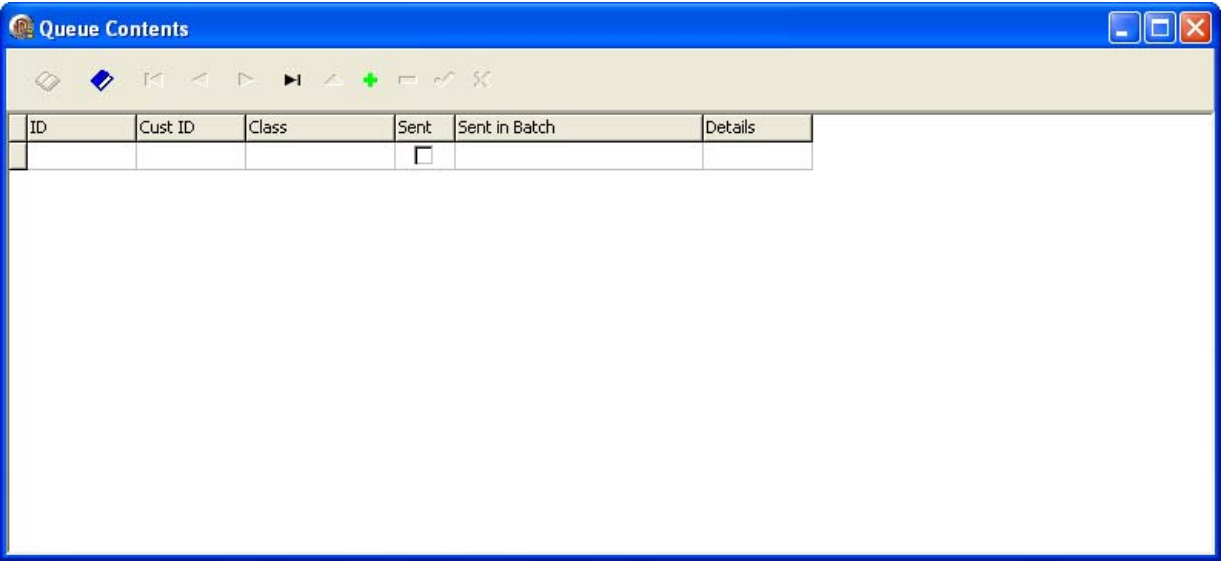 Queue Contents
ID Cust ID Class Sent Sent in Batch Details